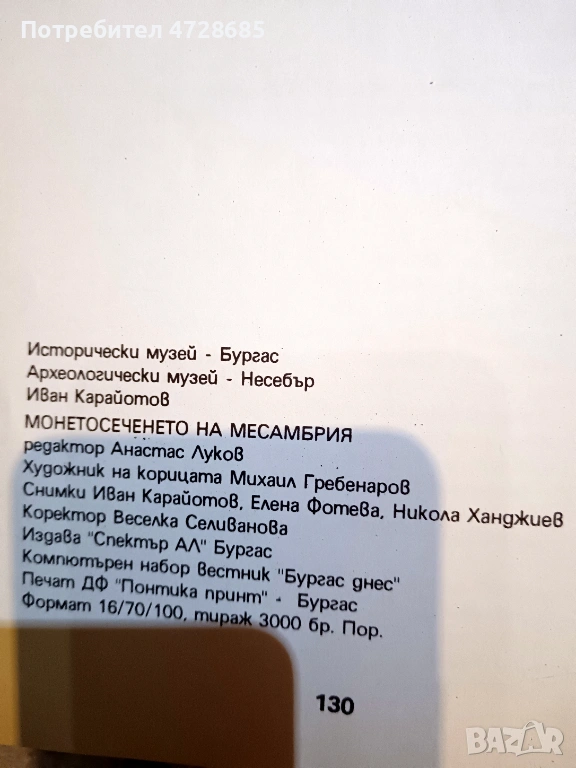 Потребител 4728685
Исторически музей - Бургас
Археологически музей - Несебър
Иван Карайотов
МОНЕТОСЕЧЕНЕТО НА МЕСАМБРИЯ
редактор Анастас Луков
Художник на корицата Михаил Гребенаров
Снимки Иван Карайотов, Елена Фотева, Никола Ханджиев
Коректор Веселка Селиванова
Издава "Спектър АЛ" Бургас
Компютърен набор вестник "Бургас днес"
Печат ДФ "Понтика принт" - Бургас
Формат 16/70/100, тираж 3000 бр. Пор.
130
BAZAR